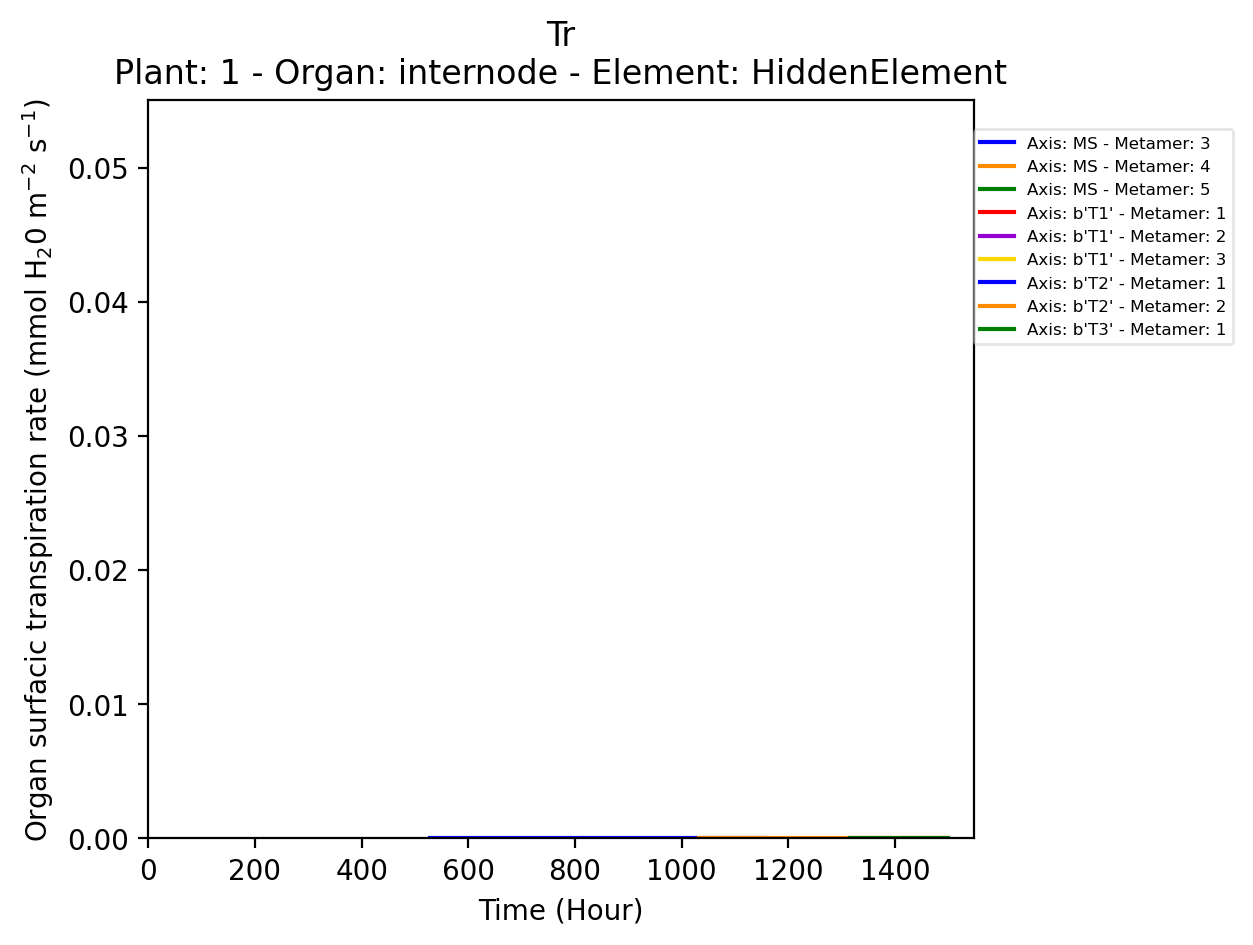 Tr
Plant: 1 - Organ: internode - Element: HiddenElement
Organ surfacic transpiration rate (mmol H₂0 m⁻² s⁻¹)
0.05
0.04
0.03
0.02
0.01
0.00
0 200 400 600 800 1000 1200 1400
Time (Hour)
Axis: MS - Metamer: 3
Axis: MS - Metamer: 4
Axis: MS - Metamer: 5
Axis: b'T1' - Metamer: 1
Axis: b'T1' - Metamer: 2
Axis: b'T1' - Metamer: 3
Axis: b'T2' - Metamer: 1
Axis: b'T2' - Metamer: 2
Axis: b'T3' - Metamer: 1